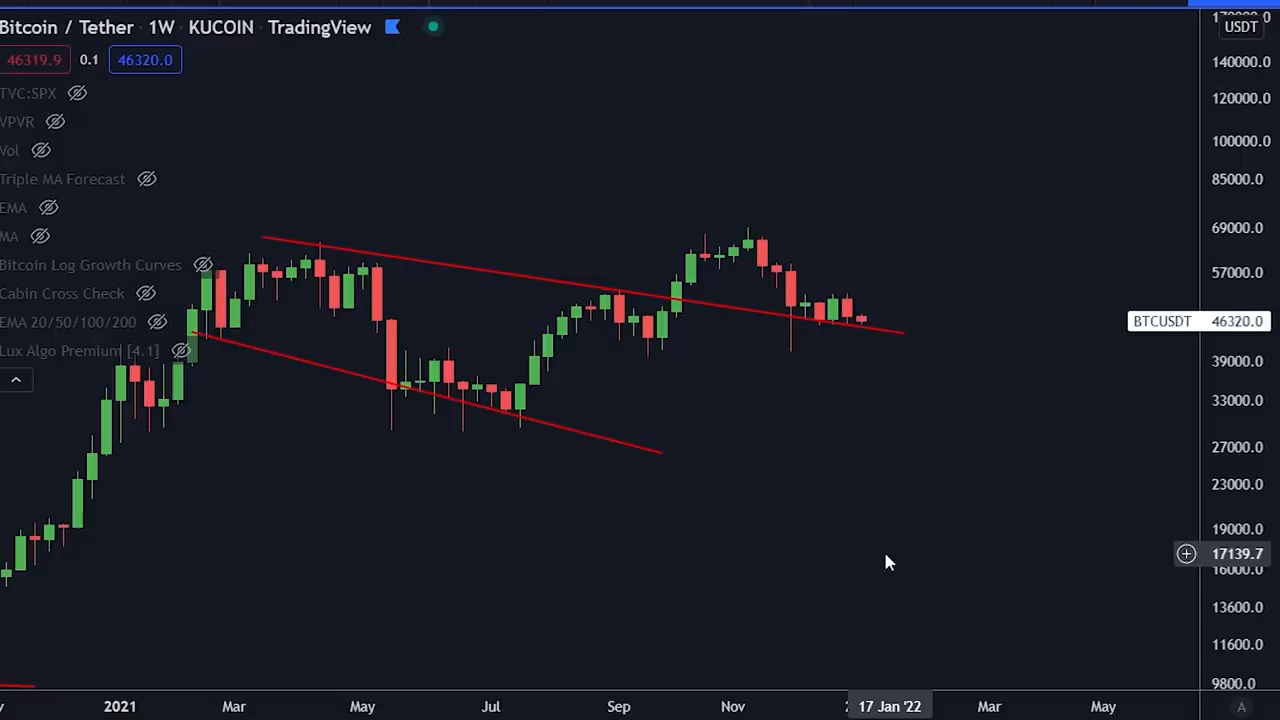 Bitcoin / Tether · 1W · KUCOIN · TradingView
46319.9 0.1 46320.0
TVC:SPX
VPVR
Vol
Triple MA Forecast
EMA
MA
Bitcoin Log Growth Curves
Cabin Cross Check
EMA 20/50/100/200
Lux Algo Premium [4.1]
USDT
140000.0
120000.0
100000.0
85000.0
69000.0
57000.0
BTCUSDT 46320.0
39000.0
33000.0
27000.0
23000.0
19000.0
17139.7
16000.0
13600.0
11600.0
9800.0
2021 Mar May Jul Sep Nov 17 Jan '22 Mar May
A